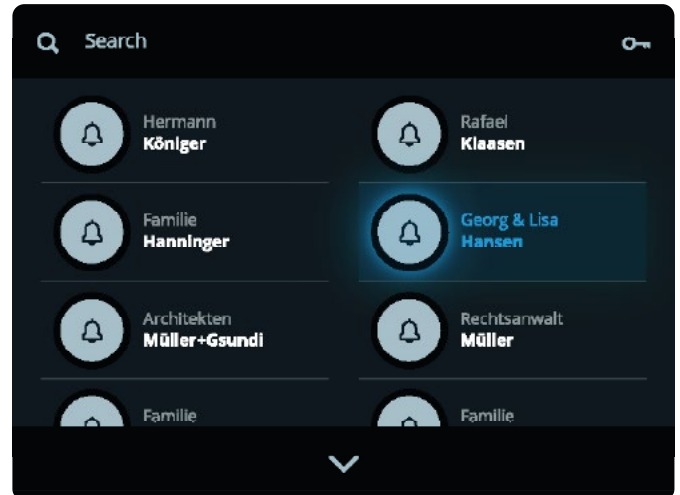 Search
Hermann
Königer
Rafael
Klaasen
Familie
Hanninger
Georg & Lisa
Hansen
Architekten
Müller+Gsundi
Rechtsanwalt
Müller
Familie
Familie